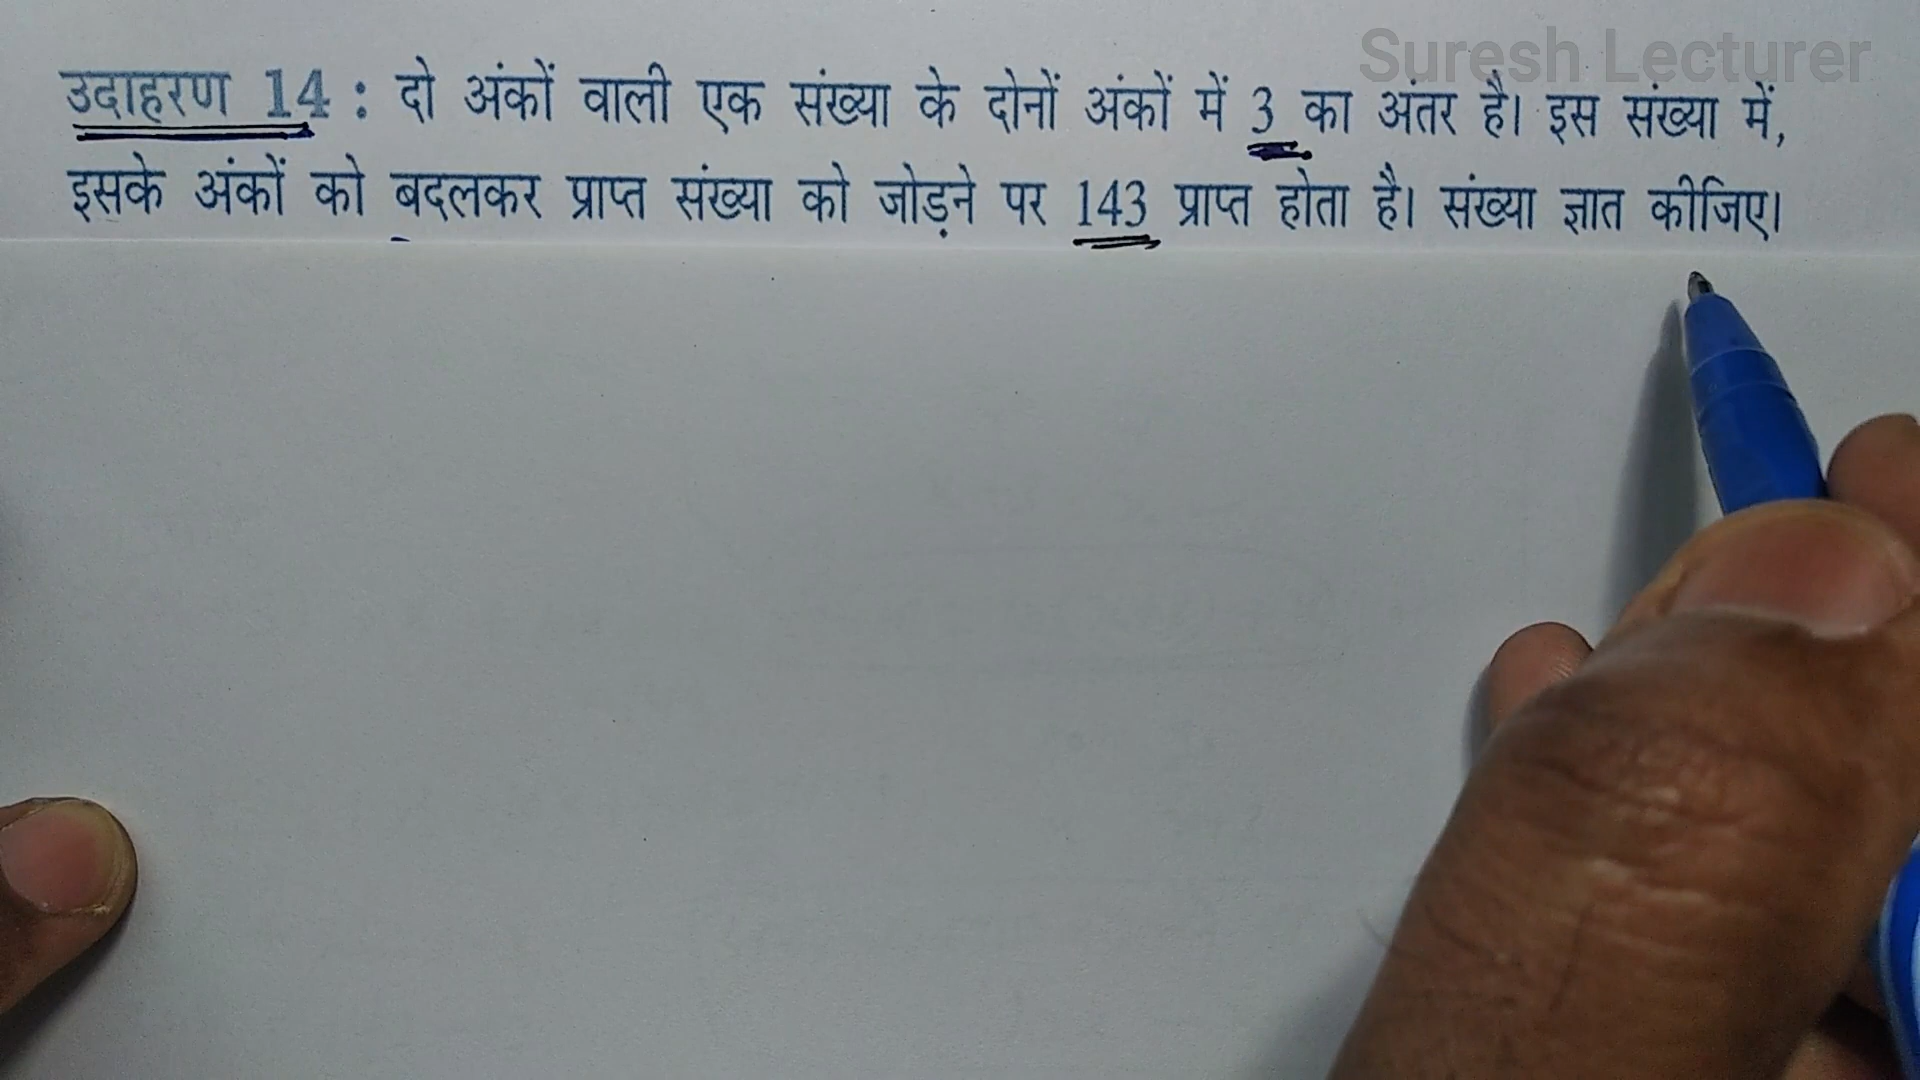 Suresh Lecturer
उदाहरण 14 : दो अंकों वाली एक संख्या के दोनों अंकों में 3 का अंतर है। इस संख्या में,
इसके अंकों को बदलकर प्राप्त संख्या को जोड़ने पर 143 प्राप्त होता है। संख्या ज्ञात कीजिए।